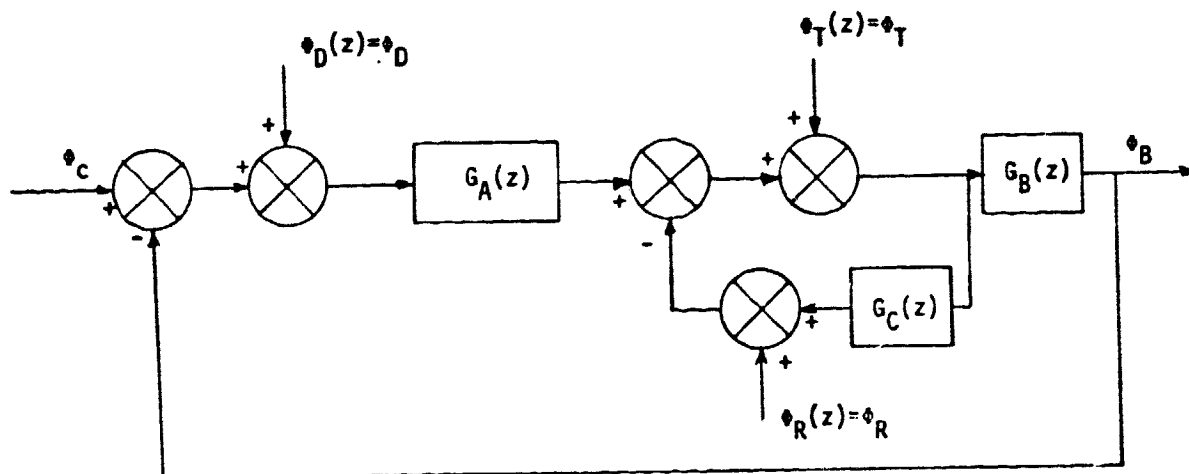 Φ_D(z)=Φ_D
Φ_T(z)=Φ_T
+
+
Φ_c
+
+
G_A(z)
+
+
G_B(z)
Φ_B
-
-
+
G_C(z)
+
Φ_R(z)=Φ_R